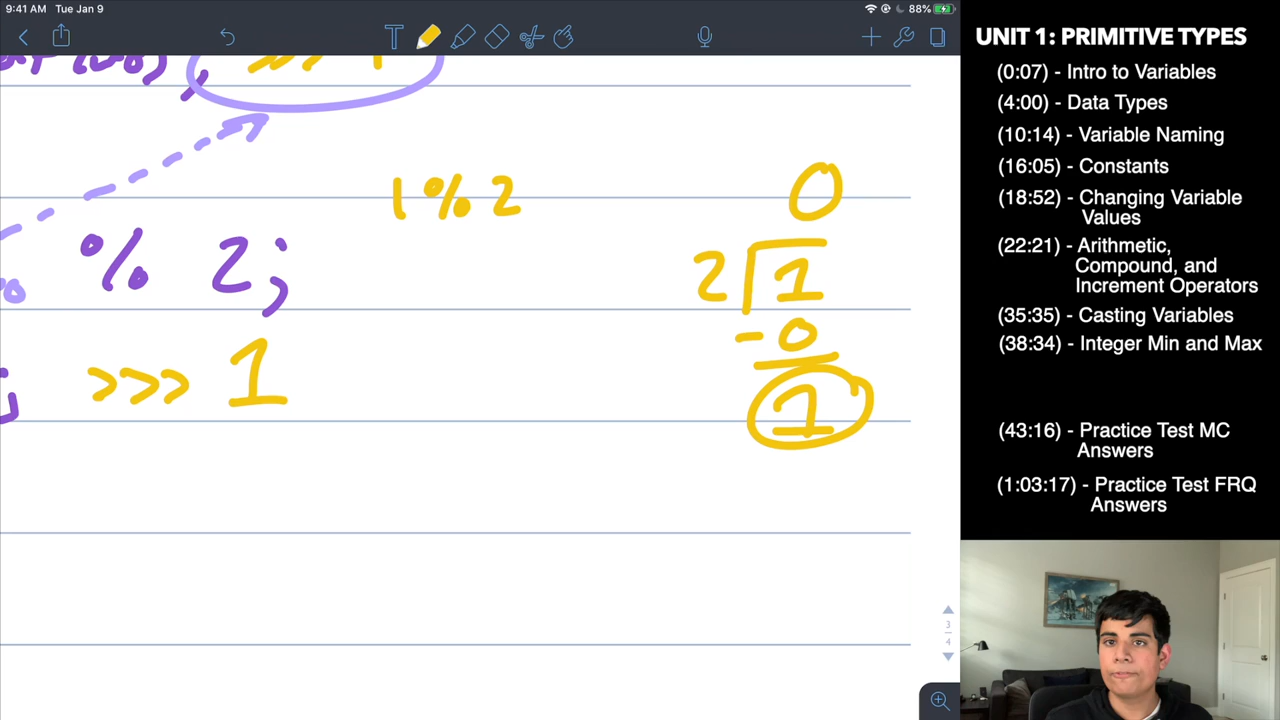 9:41 AM Tue Jan 9
88%
>>> 1
1 % 2
% 2;
; >>> 1
0
2 1
-0
1
3
4
UNIT 1: PRIMITIVE TYPES
(0:07) - Intro to Variables
(4:00) - Data Types
(10:14) - Variable Naming
(16:05) - Constants
(18:52) - Changing Variable
Values
(22:21) - Arithmetic,
Compound, and
Increment Operators
(35:35) - Casting Variables
(38:34) - Integer Min and Max
(43:16) - Practice Test MC
Answers
(1:03:17) - Practice Test FRQ
Answers